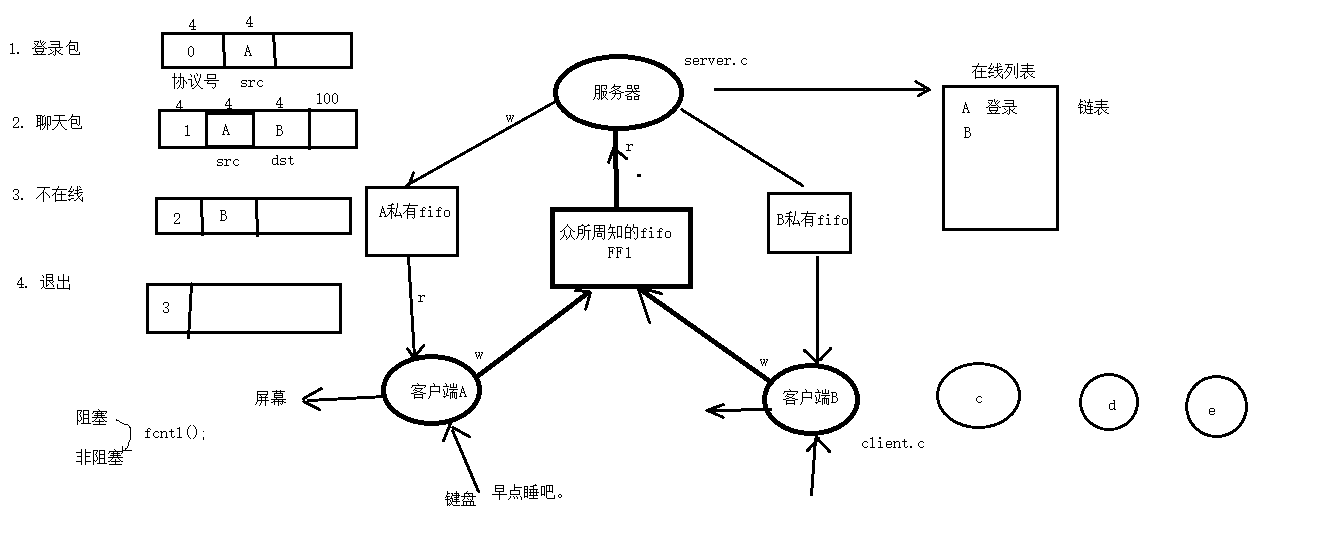 4 4
1. 登录包
0 A
协议号 src
4 4 4 100
2. 聊天包
1 A B
src dst
3. 不在线
2 B
4. 退出
3
server.c
服务器
w
r
A私有fifo
众所周知的fifo
FF1
B私有fifo
在线列表
A 登录
B
链表
r
w
w
屏幕
客户端A
客户端B
client.c
c
d
e
阻塞
fcntl();
非阻塞
键盘
早点睡吧。